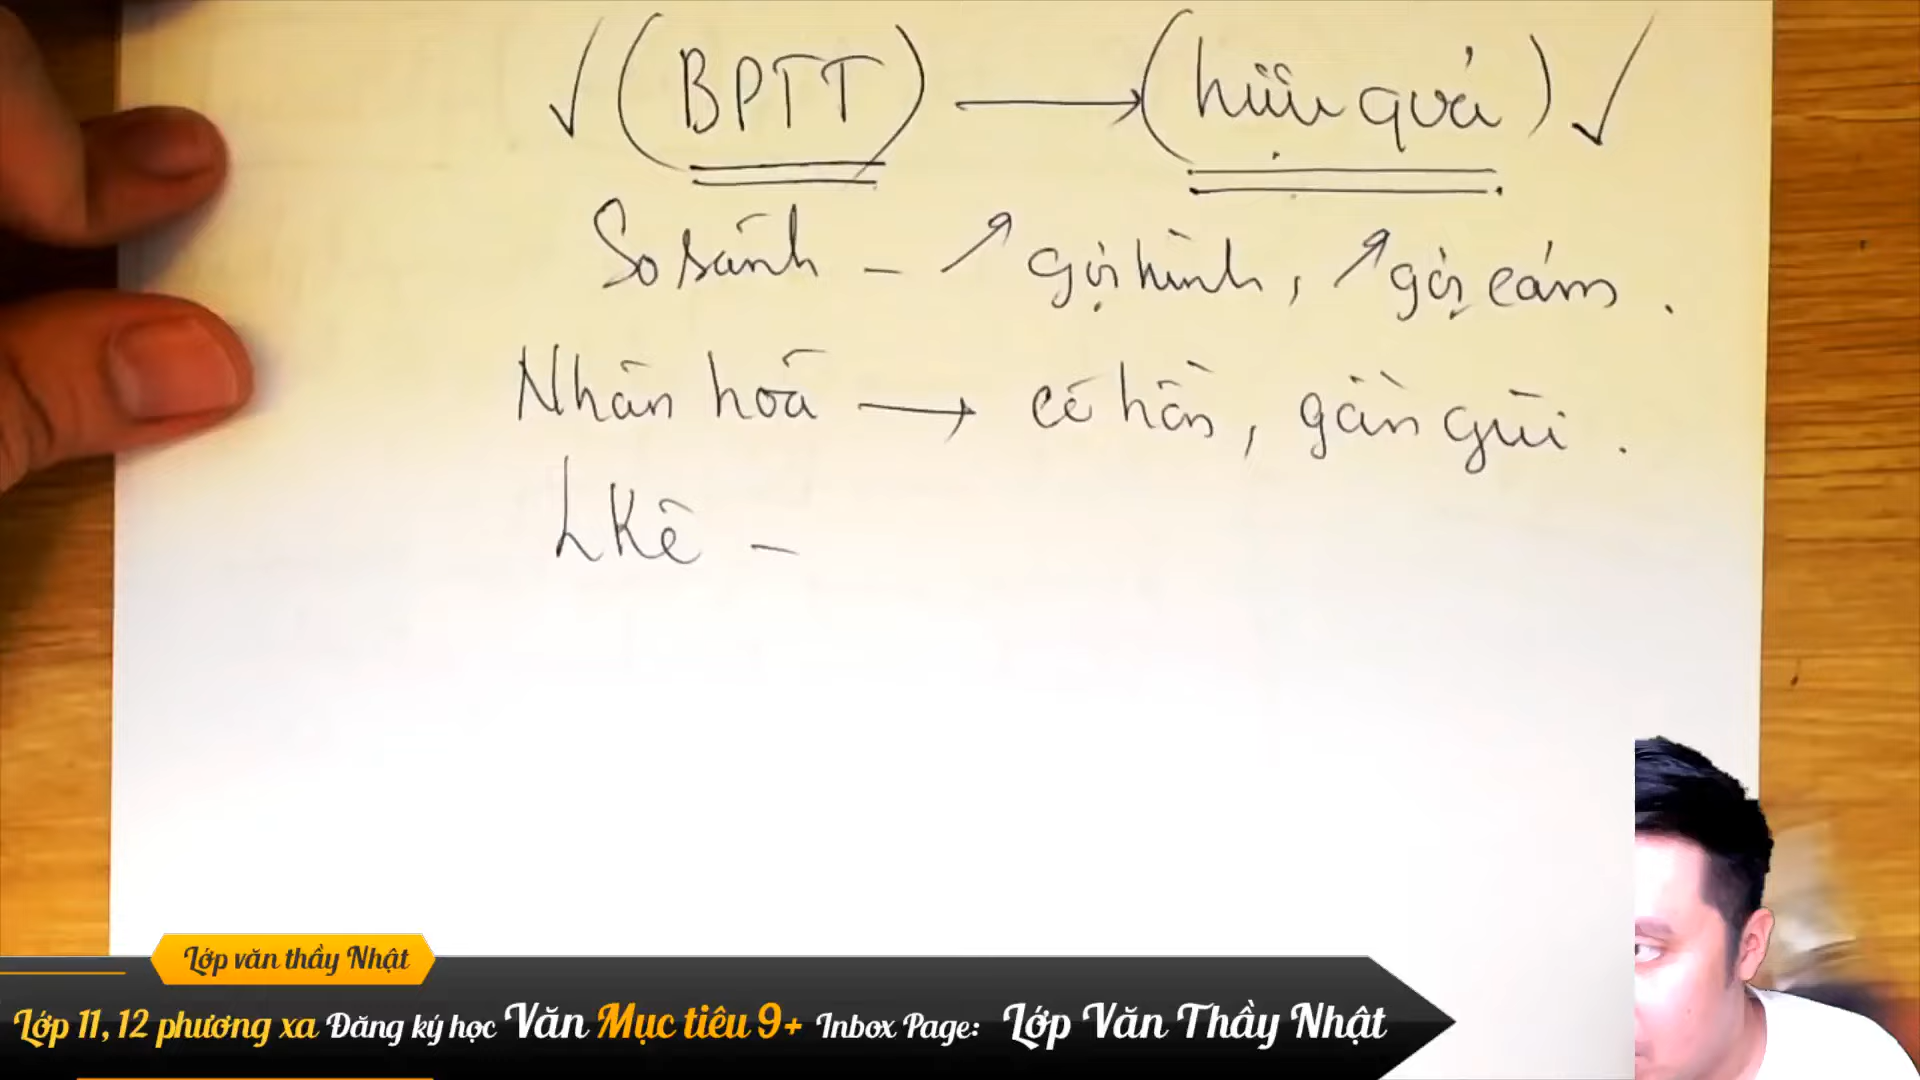 ✓ (BPTT) → (hiệu quả) ✓
So sánh - ↗ gợi hình, ↗ gợi cảm.
Nhân hoá → có hồn, gần gũi.
LKê -
Lớp văn thầy Nhật
Lớp 11, 12 phương xa Đăng ký học Văn Mục tiêu 9+ Inbox Page: Lớp Văn Thầy Nhật